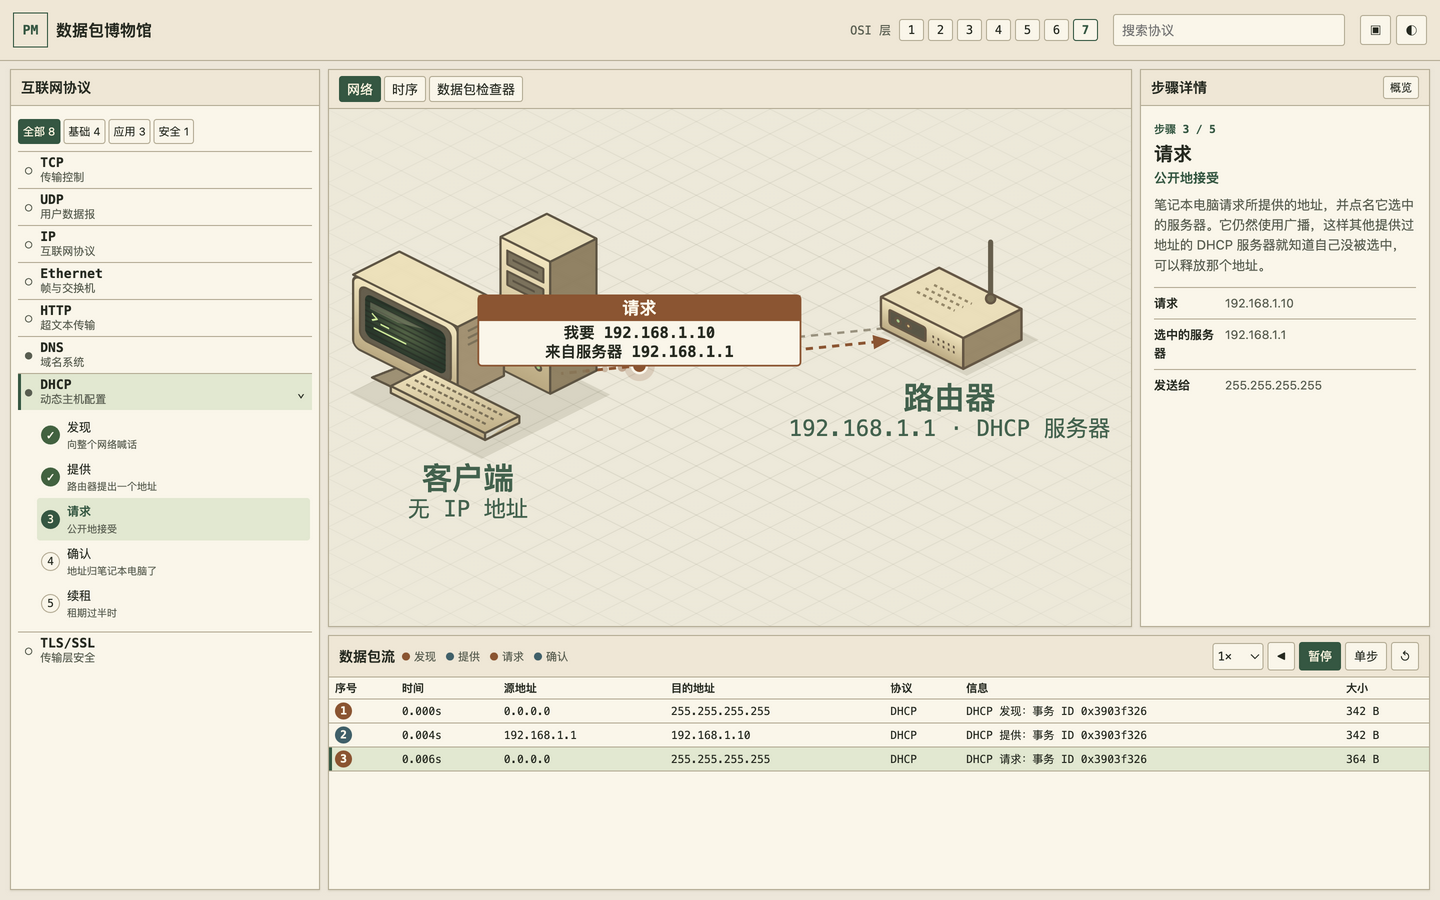 PM 数据包博物馆
OSI 层 1 2 3 4 5 6 7 搜索协议
互联网协议
全部 8 基础 4 应用 3 安全 1
TCP
传输控制
UDP
用户数据报
IP
互联网协议
Ethernet
帧与交换机
HTTP
超文本传输
DNS
域名系统
DHCP
动态主机配置
发现
向整个网络喊话
提供
路由器提出一个地址
3 请求
公开地接受
4 确认
地址归笔记本电脑了
5 续租
租期过半时
TLS/SSL
传输层安全
网络 时序 数据包检查器
请求
我要 192.168.1.10
来自服务器 192.168.1.1
客户端
无 IP 地址
路由器
192.168.1.1 · DHCP 服务器
步骤详情 概览
步骤 3 / 5
请求
公开地接受
笔记本电脑请求所提供的地址，并点名它选中
的服务器。它仍然使用广播，这样其他提供过
地址的 DHCP 服务器就知道自己没被选中，
可以释放那个地址。
请求 192.168.1.10
选中的服务器 192.168.1.1
发送给 255.255.255.255
数据包流 发现 提供 请求 确认 1× 暂停 单步
序号 时间 源地址 目的地址 协议 信息 大小
1 0.000s 0.0.0.0 255.255.255.255 DHCP DHCP 发现：事务 ID 0x3903f326 342 B
2 0.004s 192.168.1.1 192.168.1.10 DHCP DHCP 提供：事务 ID 0x3903f326 342 B
3 0.006s 0.0.0.0 255.255.255.255 DHCP DHCP 请求：事务 ID 0x3903f326 364 B